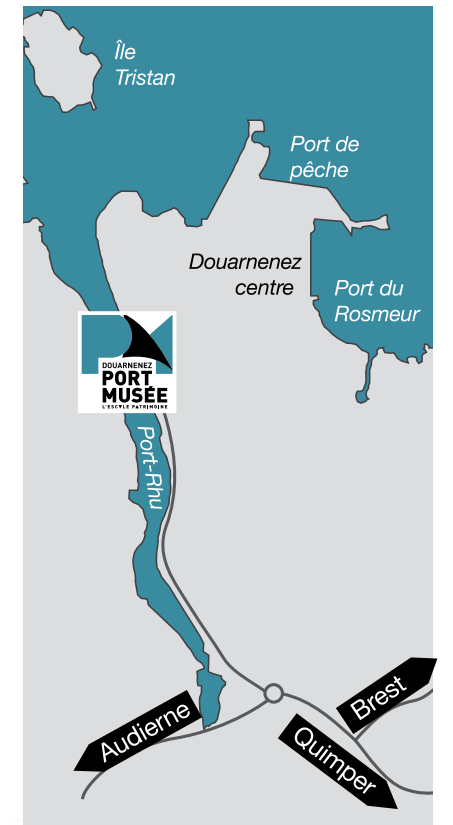 Île
Tristan
Port de
pêche
Douarnenez
centre
Port du
Rosmeur
DOUARNENEZ
PORT
MUSÉE
L'ESCALE PATRIMOINE
Port-Rhu
Brest
Audierne
Quimper